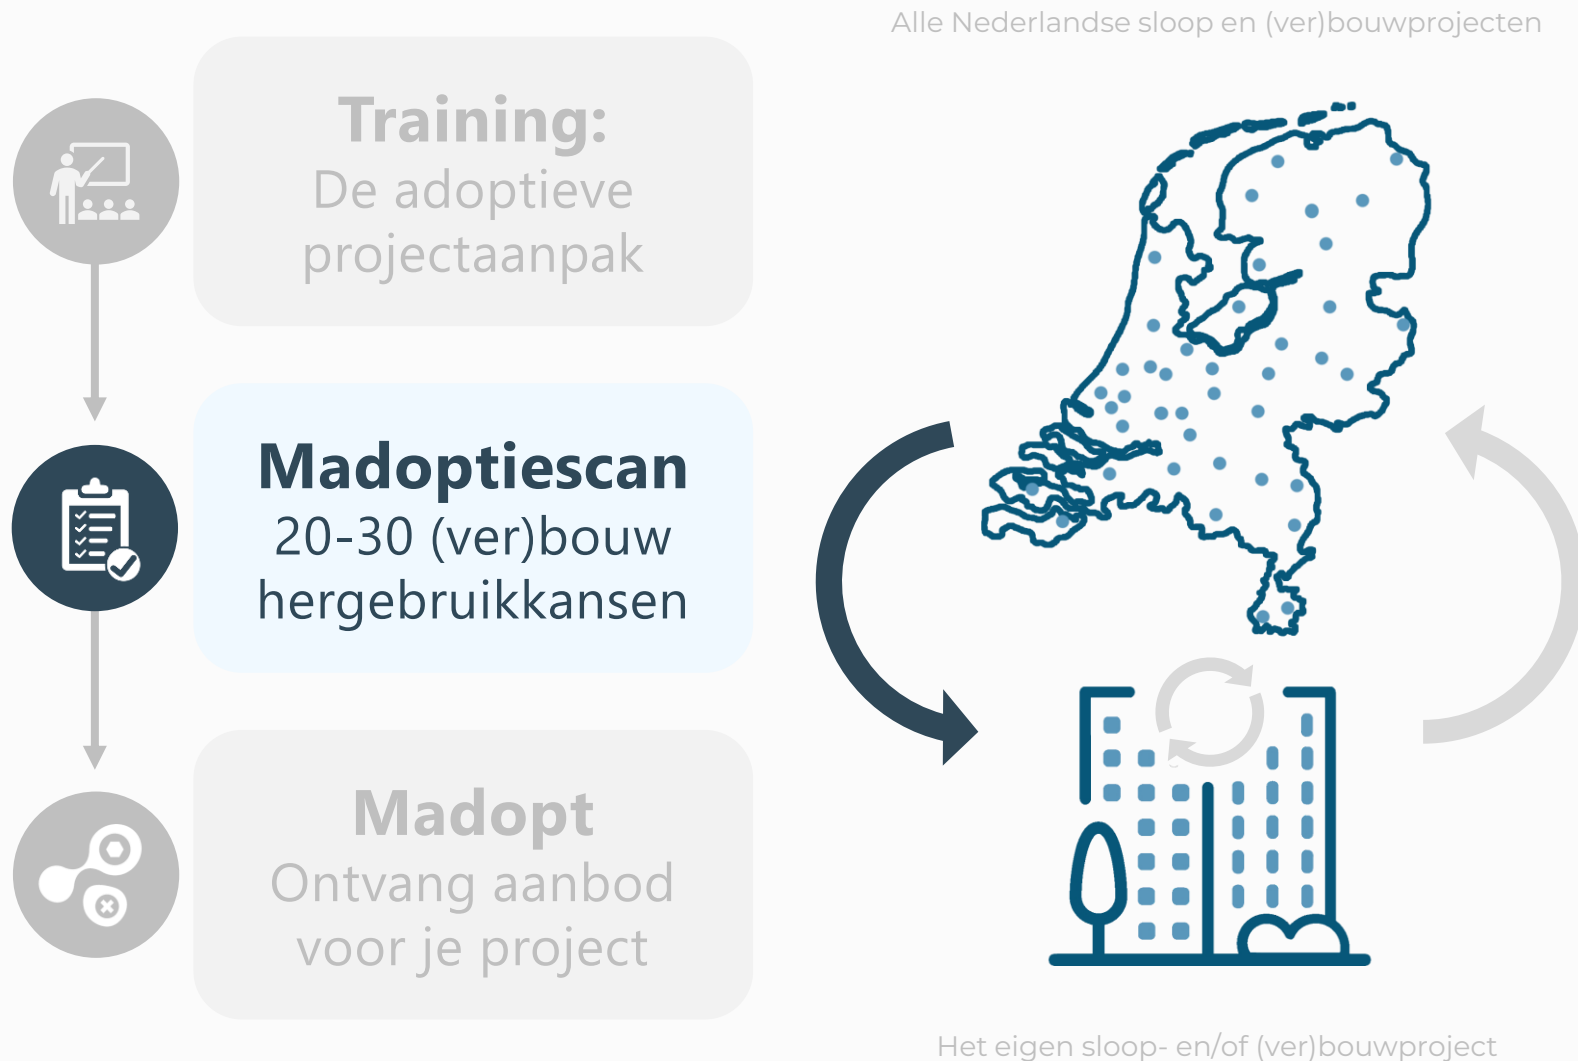 Alle Nederlandse sloop en (ver)bouwprojecten
Training:
De adoptieve
projectaanpak
Madoptiescan
20-30 (ver)bouw
hergebruikkansen
Madopt
Ontvang aanbod
voor je project
Het eigen sloop- en/of (ver)bouwproject